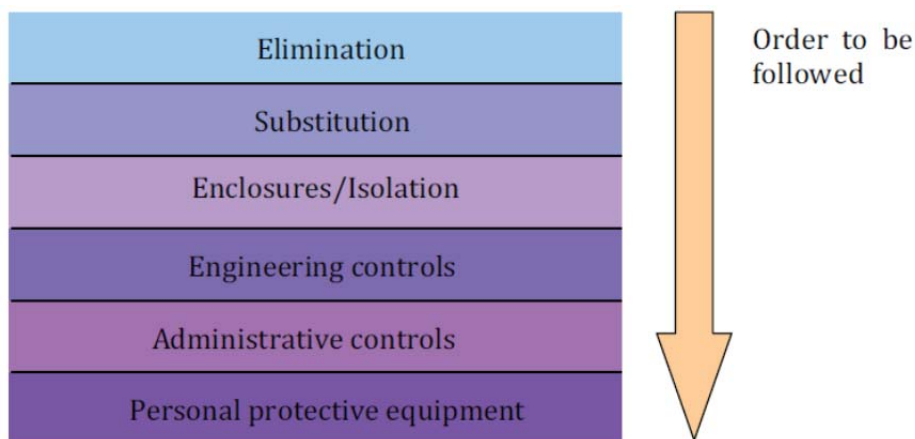 Elimination
Substitution
Enclosures/Isolation
Engineering controls
Administrative controls
Personal protective equipment
Order to be
followed